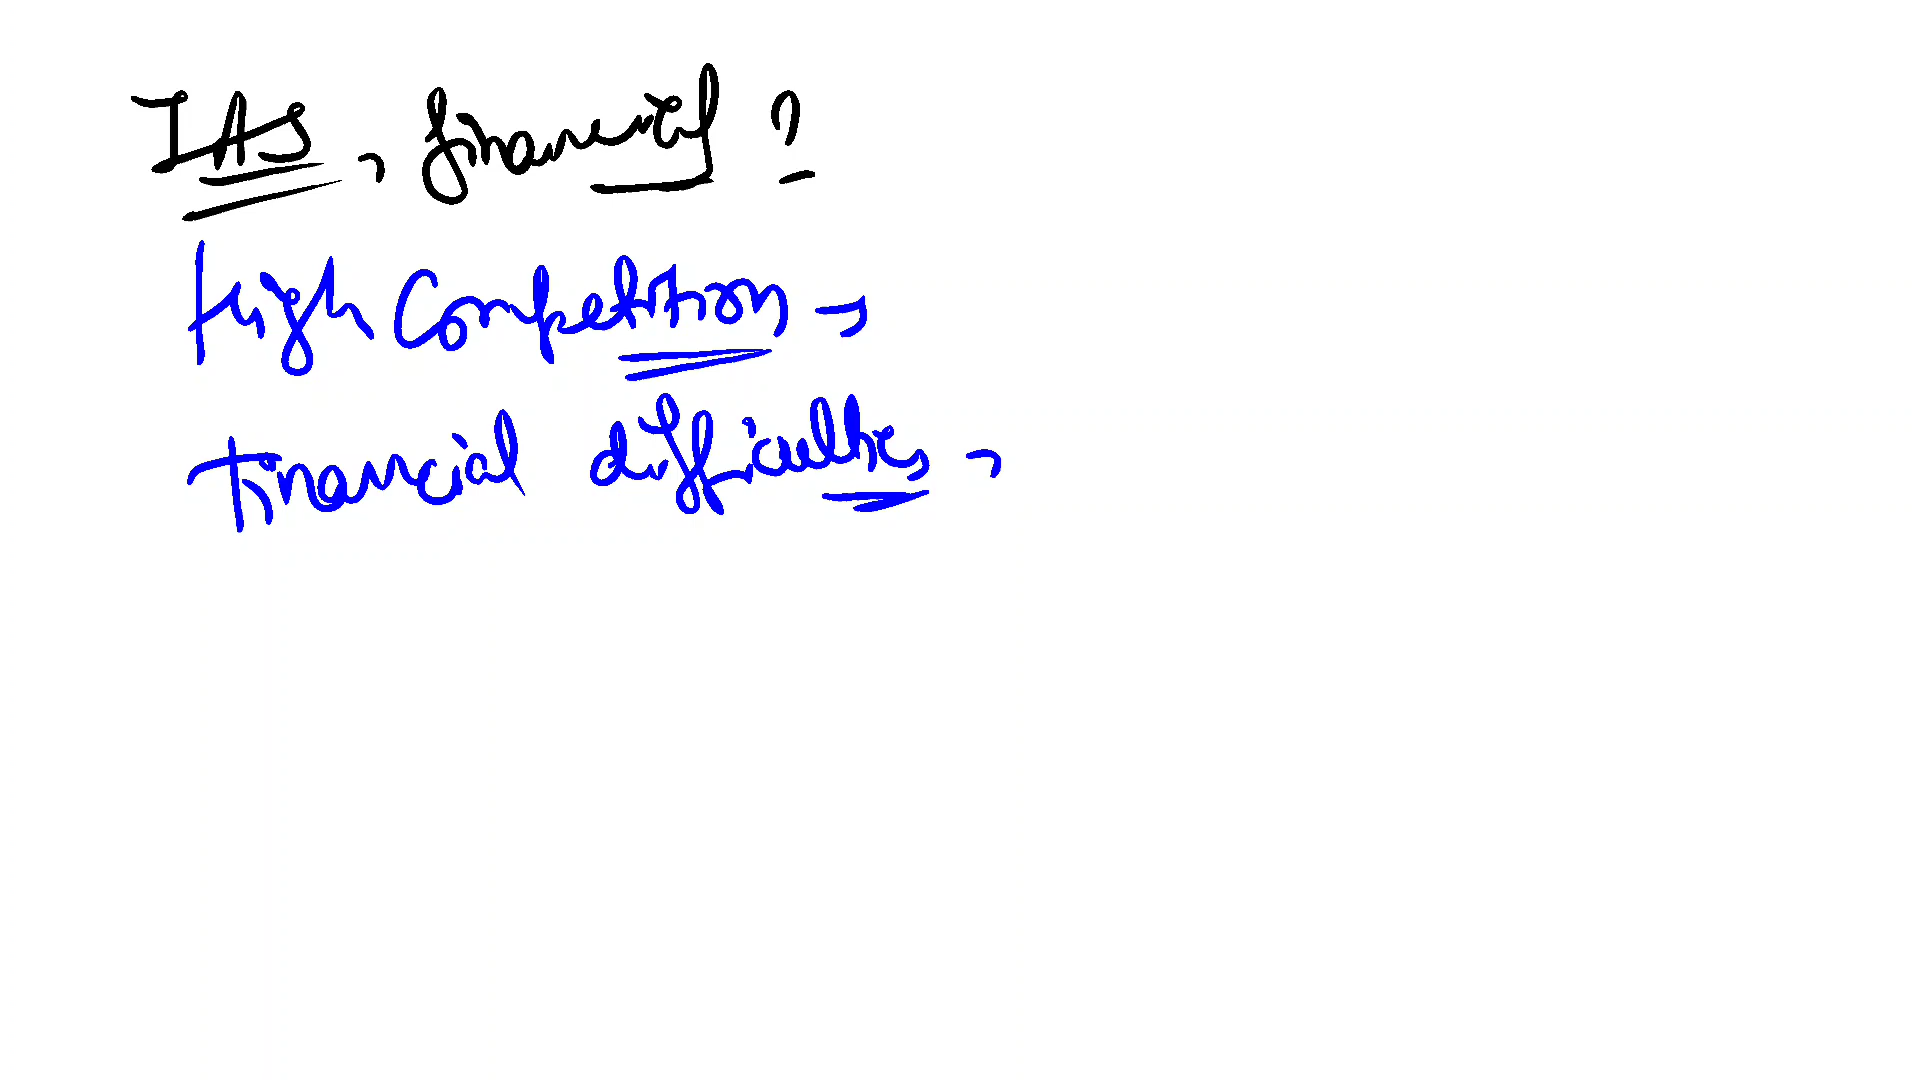 IAS, financial ?
High Competition →
Financial difficulties,